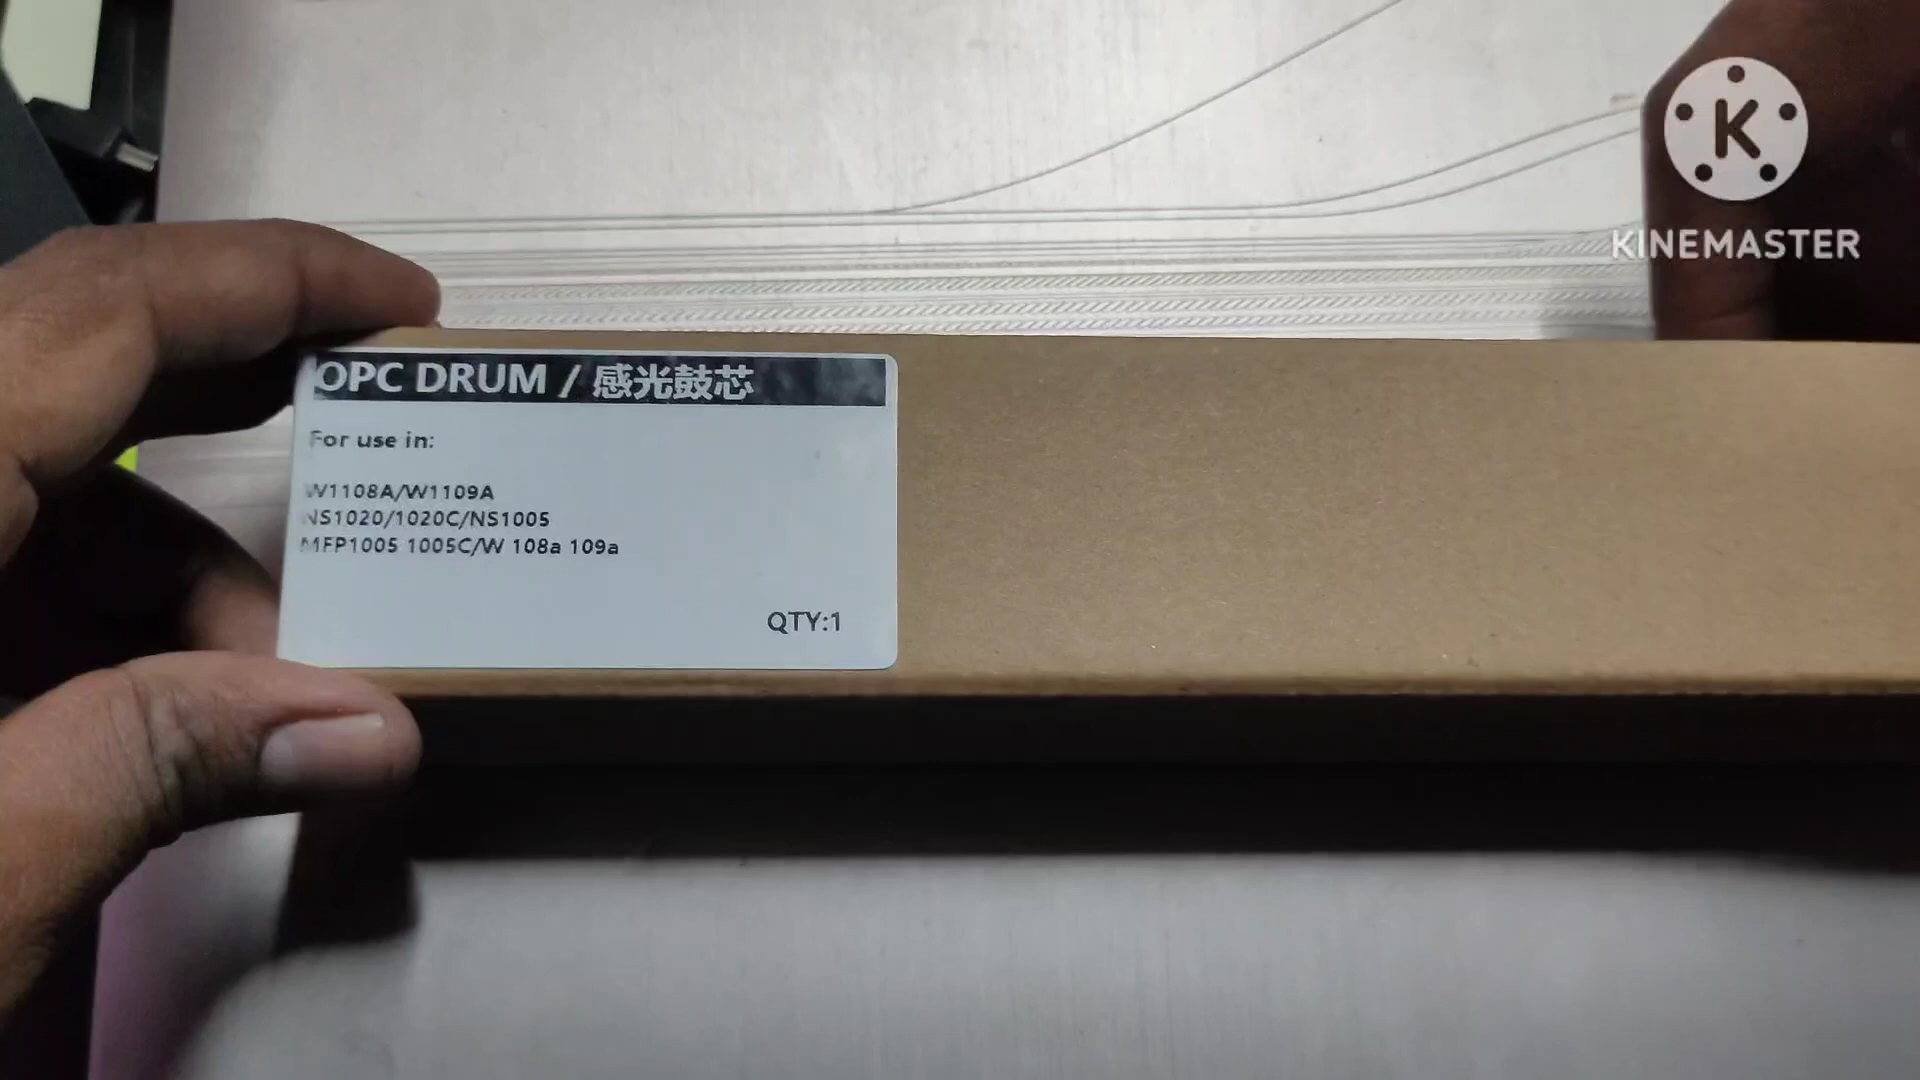 OPC DRUM / 感光鼓芯
For use in:
W1108A/W1109A
NS1020/1020C/NS1005
MFP1005 1005C/W 108a 109a
QTY:1
K
KINEMASTER